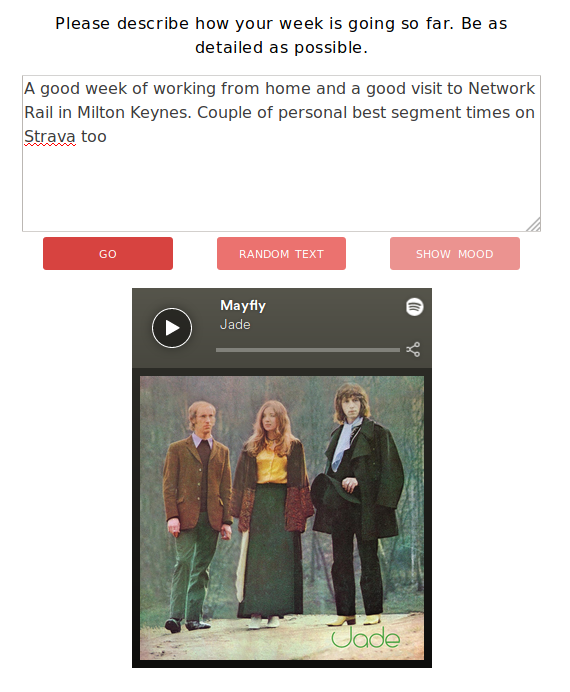 Please describe how your week is going so far. Be as
detailed as possible.
A good week of working from home and a good visit to Network
Rail in Milton Keynes. Couple of personal best segment times on
Strava too
GO
RANDOM TEXT
SHOW MOOD
Mayfly
Jade
Jade